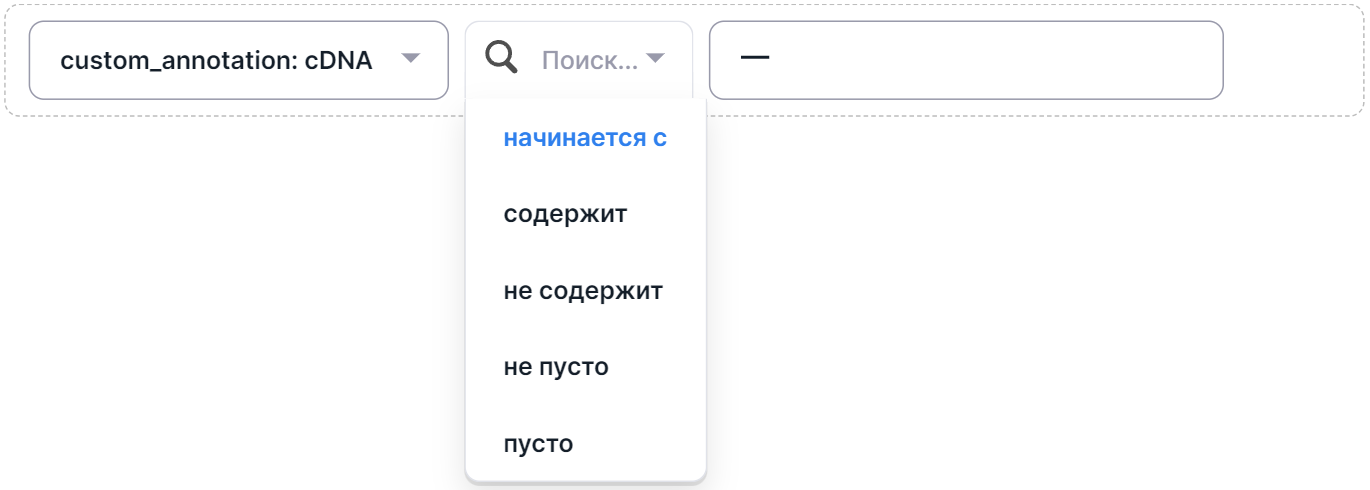 custom_annotation: cDNA
Поиск...
—
начинается с
содержит
не содержит
не пусто
пусто